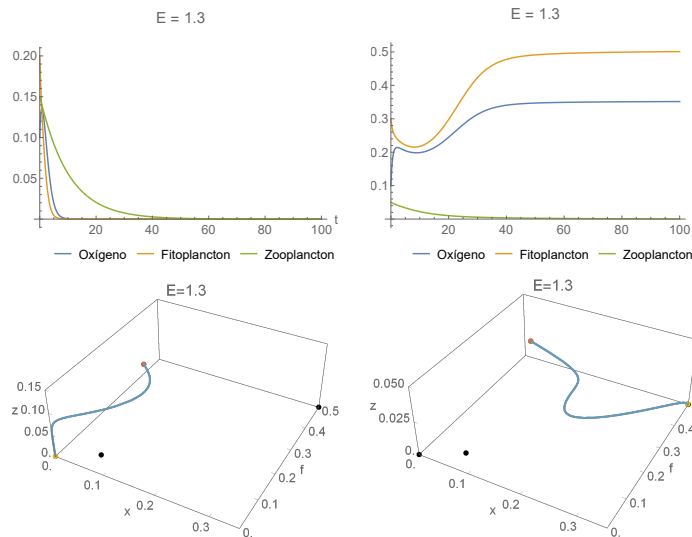 E = 1.3
0.20
0.15
0.10
0.05
20
40
60
80
100
t
Oxígeno
Fitoplancton
Zooplancton
E = 1.3
0.5
0.4
0.3
0.2
0.1
20
40
60
80
100
Oxígeno
Fitoplancton
Zooplancton
E=1.3
0.15
z 0.10
0.05
0.
0.
0.1
x
0.2
0.3
0.
0.1
0.2
f
0.3
0.4
0.5
E=1.3
0.050
z
0.025
0.
0.
0.1
x
0.2
0.3
0.
0.1
0.2
f
0.3
0.4